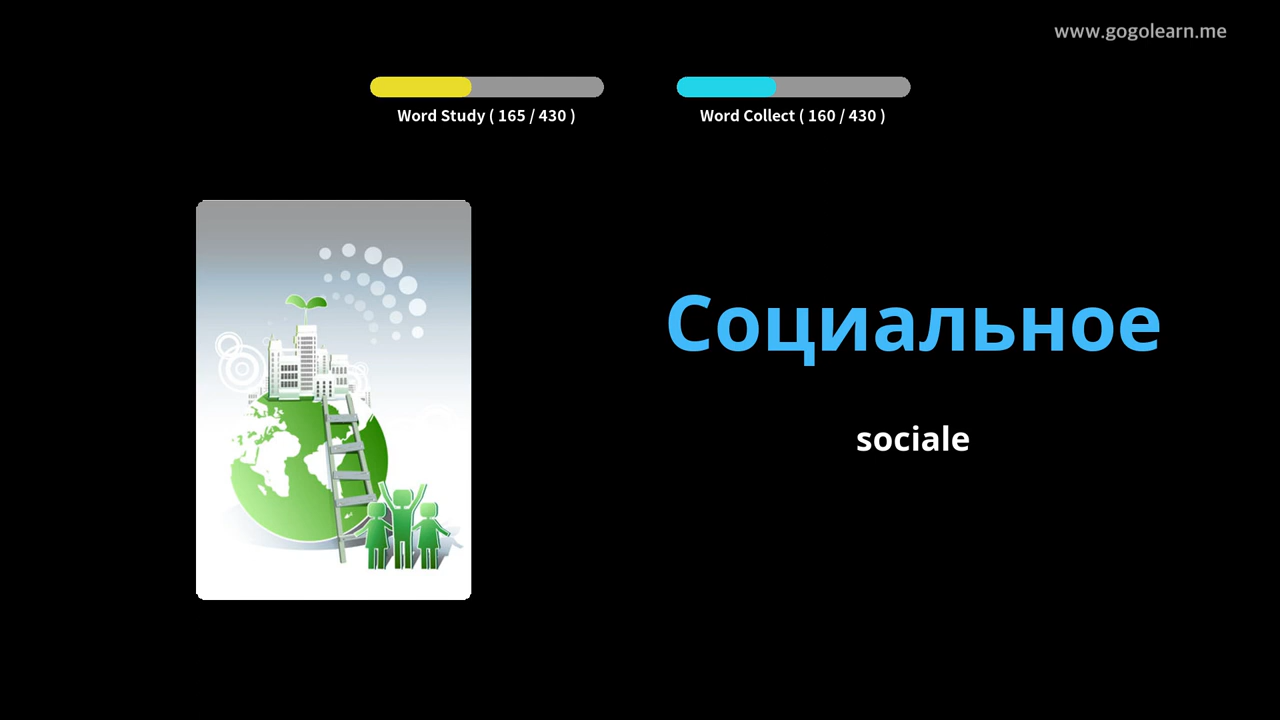 www.gogolearn.me
Word Study ( 165 / 430 )
Word Collect ( 160 / 430 )
Социальное
sociale